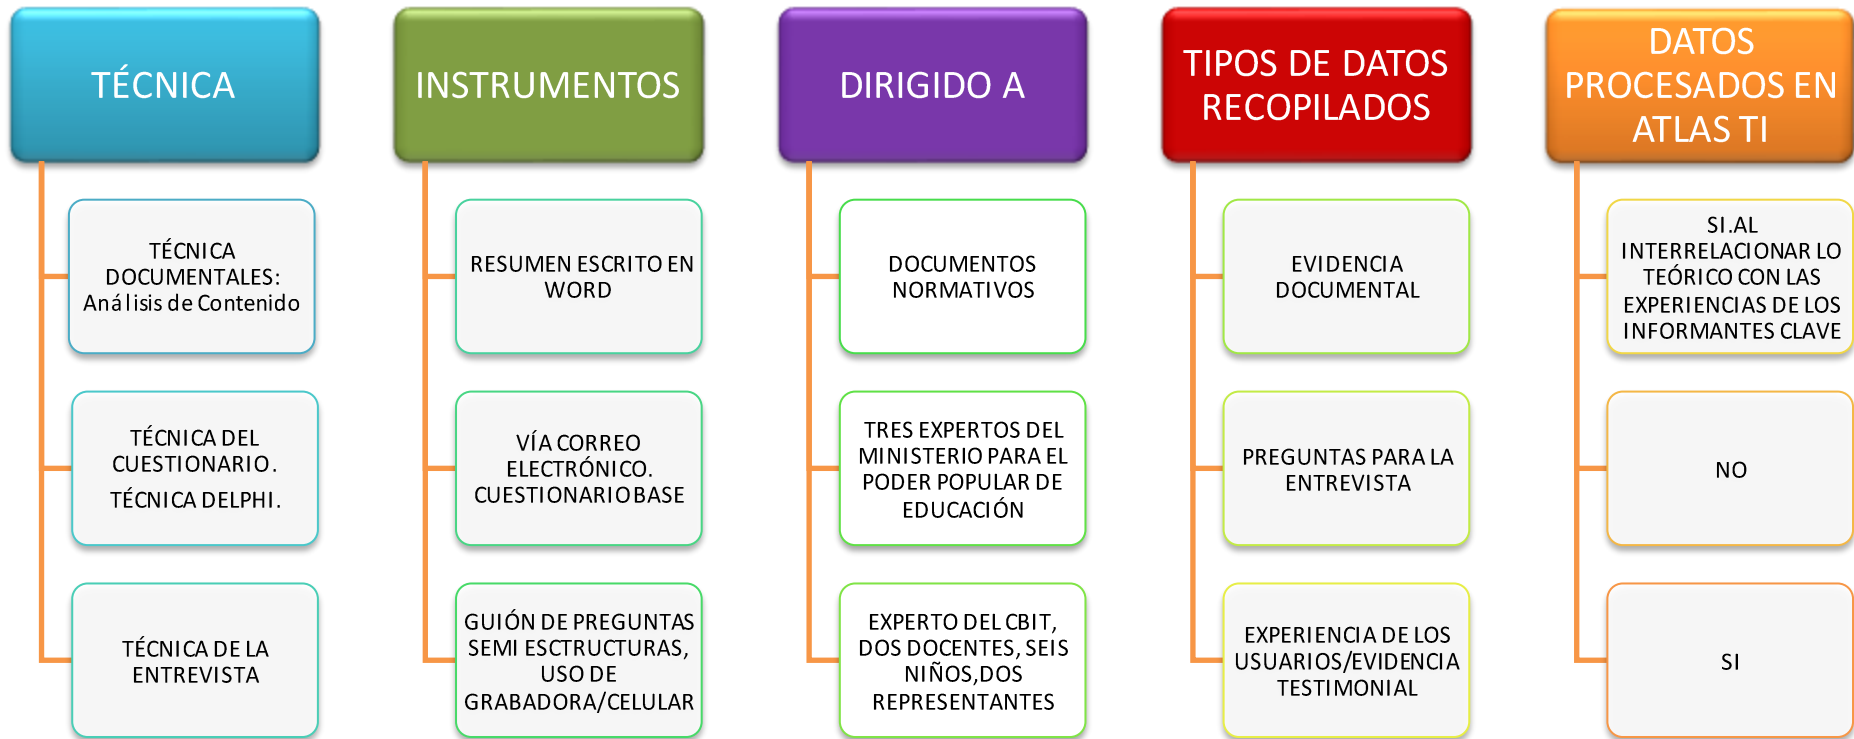 TÉCNICA
TÉCNICA
DOCUMENTALES:
Análisis de Contenido
TÉCNICA DEL
CUESTIONARIO.
TÉCNICA DELPHI.
TÉCNICA DE LA
ENTREVISTA
INSTRUMENTOS
RESUMEN ESCRITO EN
WORD
VÍA CORREO
ELECTRÓNICO.
CUESTIONARIO BASE
GUIÓN DE PREGUNTAS
SEMI ESCTRUCTURAS,
USO DE
GRABADORA/CELULAR
DIRIGIDO A
DOCUMENTOS
NORMATIVOS
TRES EXPERTOS DEL
MINISTERIO PARA EL
PODER POPULAR DE
EDUCACIÓN
EXPERTO DEL CBIT,
DOS DOCENTES, SEIS
NIÑOS,DOS
REPRESENTANTES
TIPOS DE DATOS
RECOPILADOS
EVIDENCIA
DOCUMENTAL
PREGUNTAS PARA LA
ENTREVISTA
EXPERIENCIA DE LOS
USUARIOS/EVIDENCIA
TESTIMONIAL
DATOS
PROCESADOS EN
ATLAS TI
SI.AL
INTERRELACIONAR LO
TEÓRICO CON LAS
EXPERIENCIAS DE LOS
INFORMANTES CLAVE
NO
SI